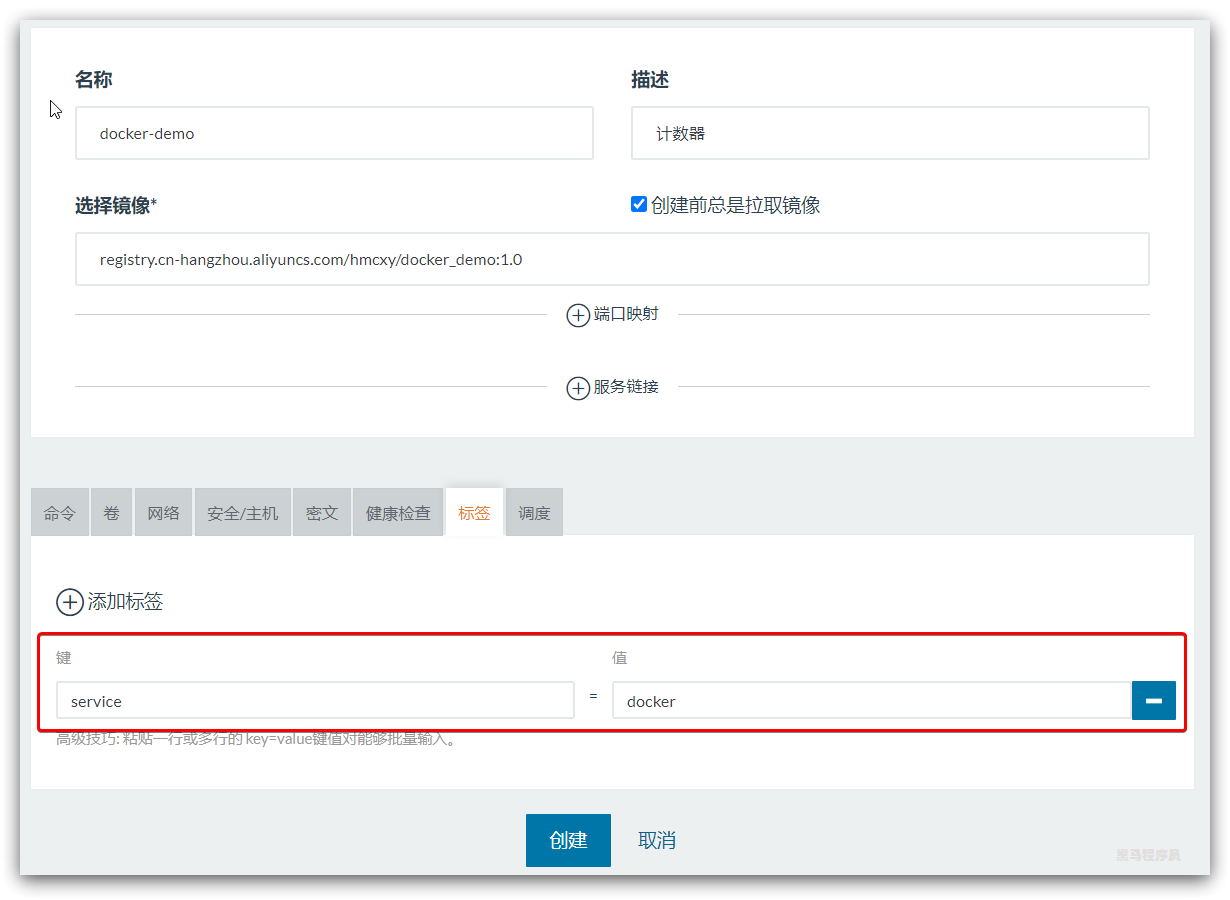 名称 描述
docker-demo 计数器
选择镜像* 创建前总是拉取镜像
registry.cn-hangzhou.aliyuncs.com/hmcxy/docker_demo:1.0
端口映射
服务链接
命令 卷 网络 安全/主机 密文 健康检查 标签 调度
添加标签
键 值
service = docker
高级技巧: 粘贴一行或多行的 key=value键值对能够批量输入。
创建 取消
黑马程序员